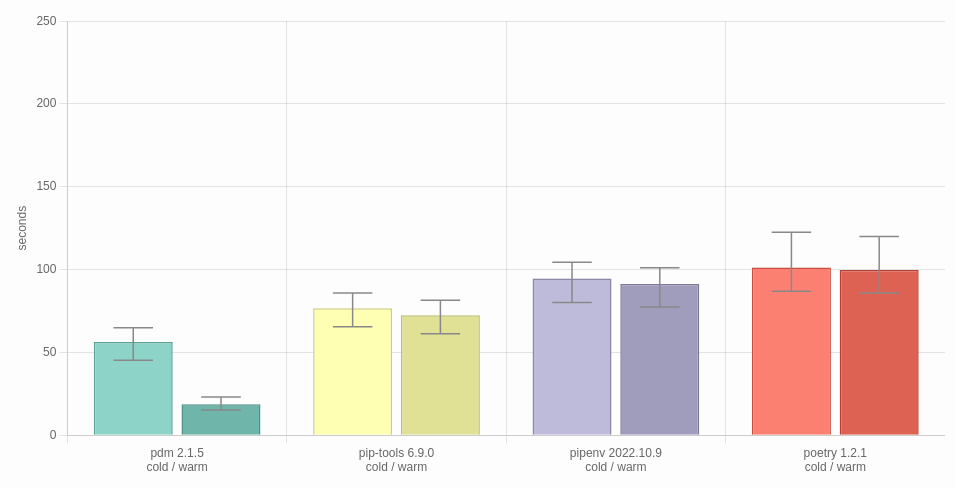 250
200
150
100
50
0
seconds
pdm 2.1.5
cold / warm
pip-tools 6.9.0
cold / warm
pipenv 2022.10.9
cold / warm
poetry 1.2.1
cold / warm